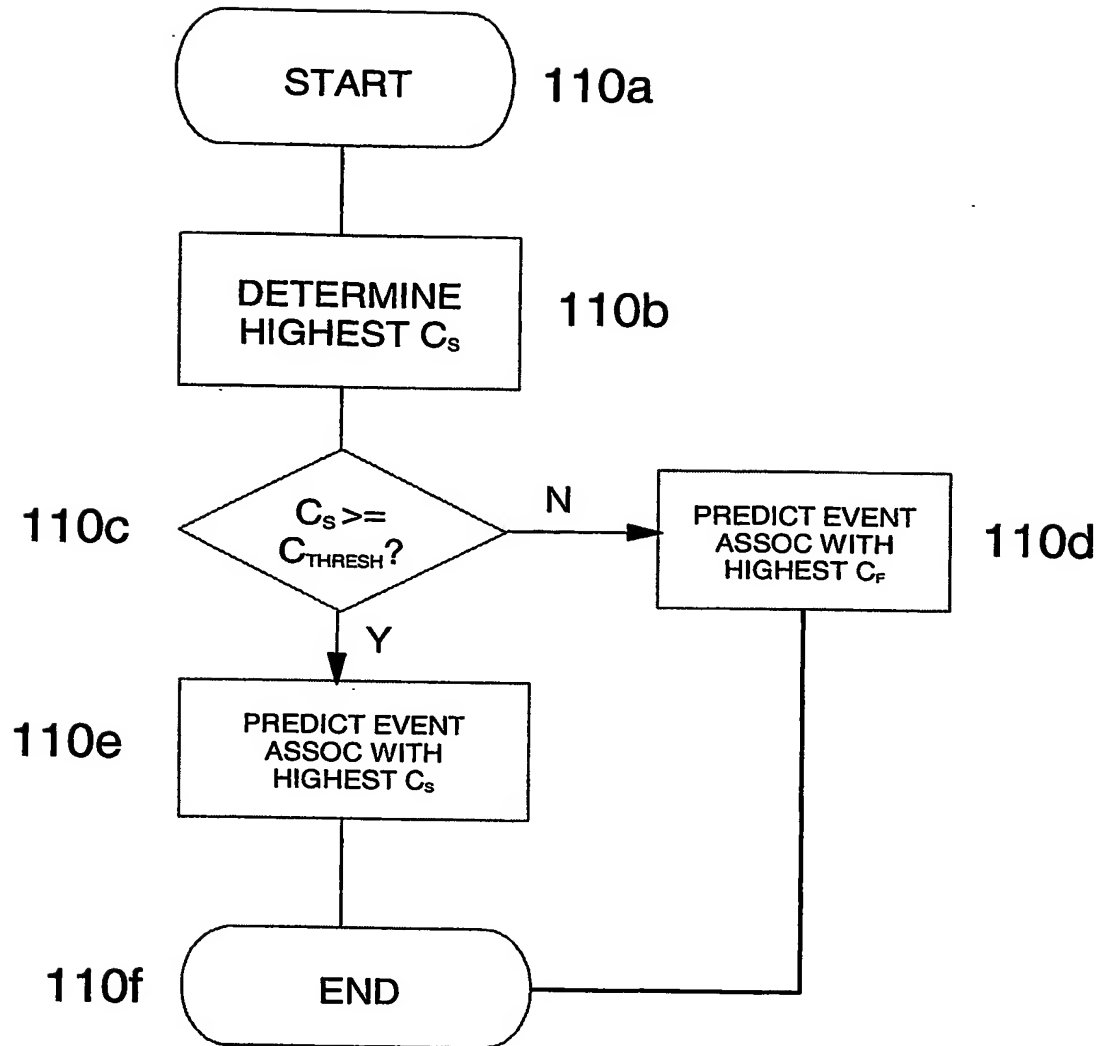 START
110a
DETERMINE
HIGHEST Cs
110b
110c
Cs >=
CTHRESH?
N
PREDICT EVENT
ASSOC WITH
HIGHEST CF
110d
Y
110e
PREDICT EVENT
ASSOC WITH
HIGHEST Cs
110f
END